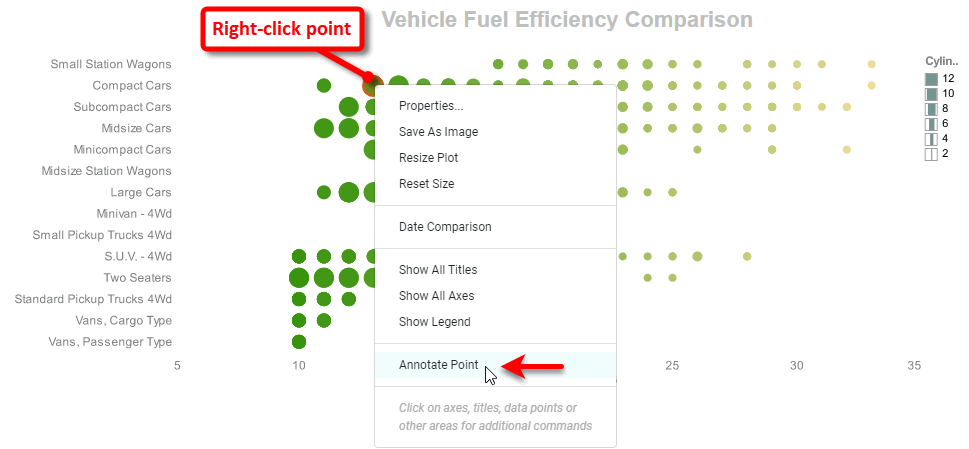 Vehicle Fuel Efficiency Comparison
Right-click point
Small Station Wagons
Compact Cars
Subcompact Cars
Midsize Cars
Minicompact Cars
Midsize Station Wagons
Large Cars
Minivan - 4Wd
Small Pickup Trucks 4Wd
S.U.V. - 4Wd
Two Seaters
Standard Pickup Trucks 4Wd
Vans, Cargo Type
Vans, Passenger Type
5
10
25
30
35
Properties...
Save As Image
Resize Plot
Reset Size
Date Comparison
Show All Titles
Show All Axes
Show Legend
Annotate Point
Click on axes, titles, data points or
other areas for additional commands
Cylin..
12
10
8
6
4
2